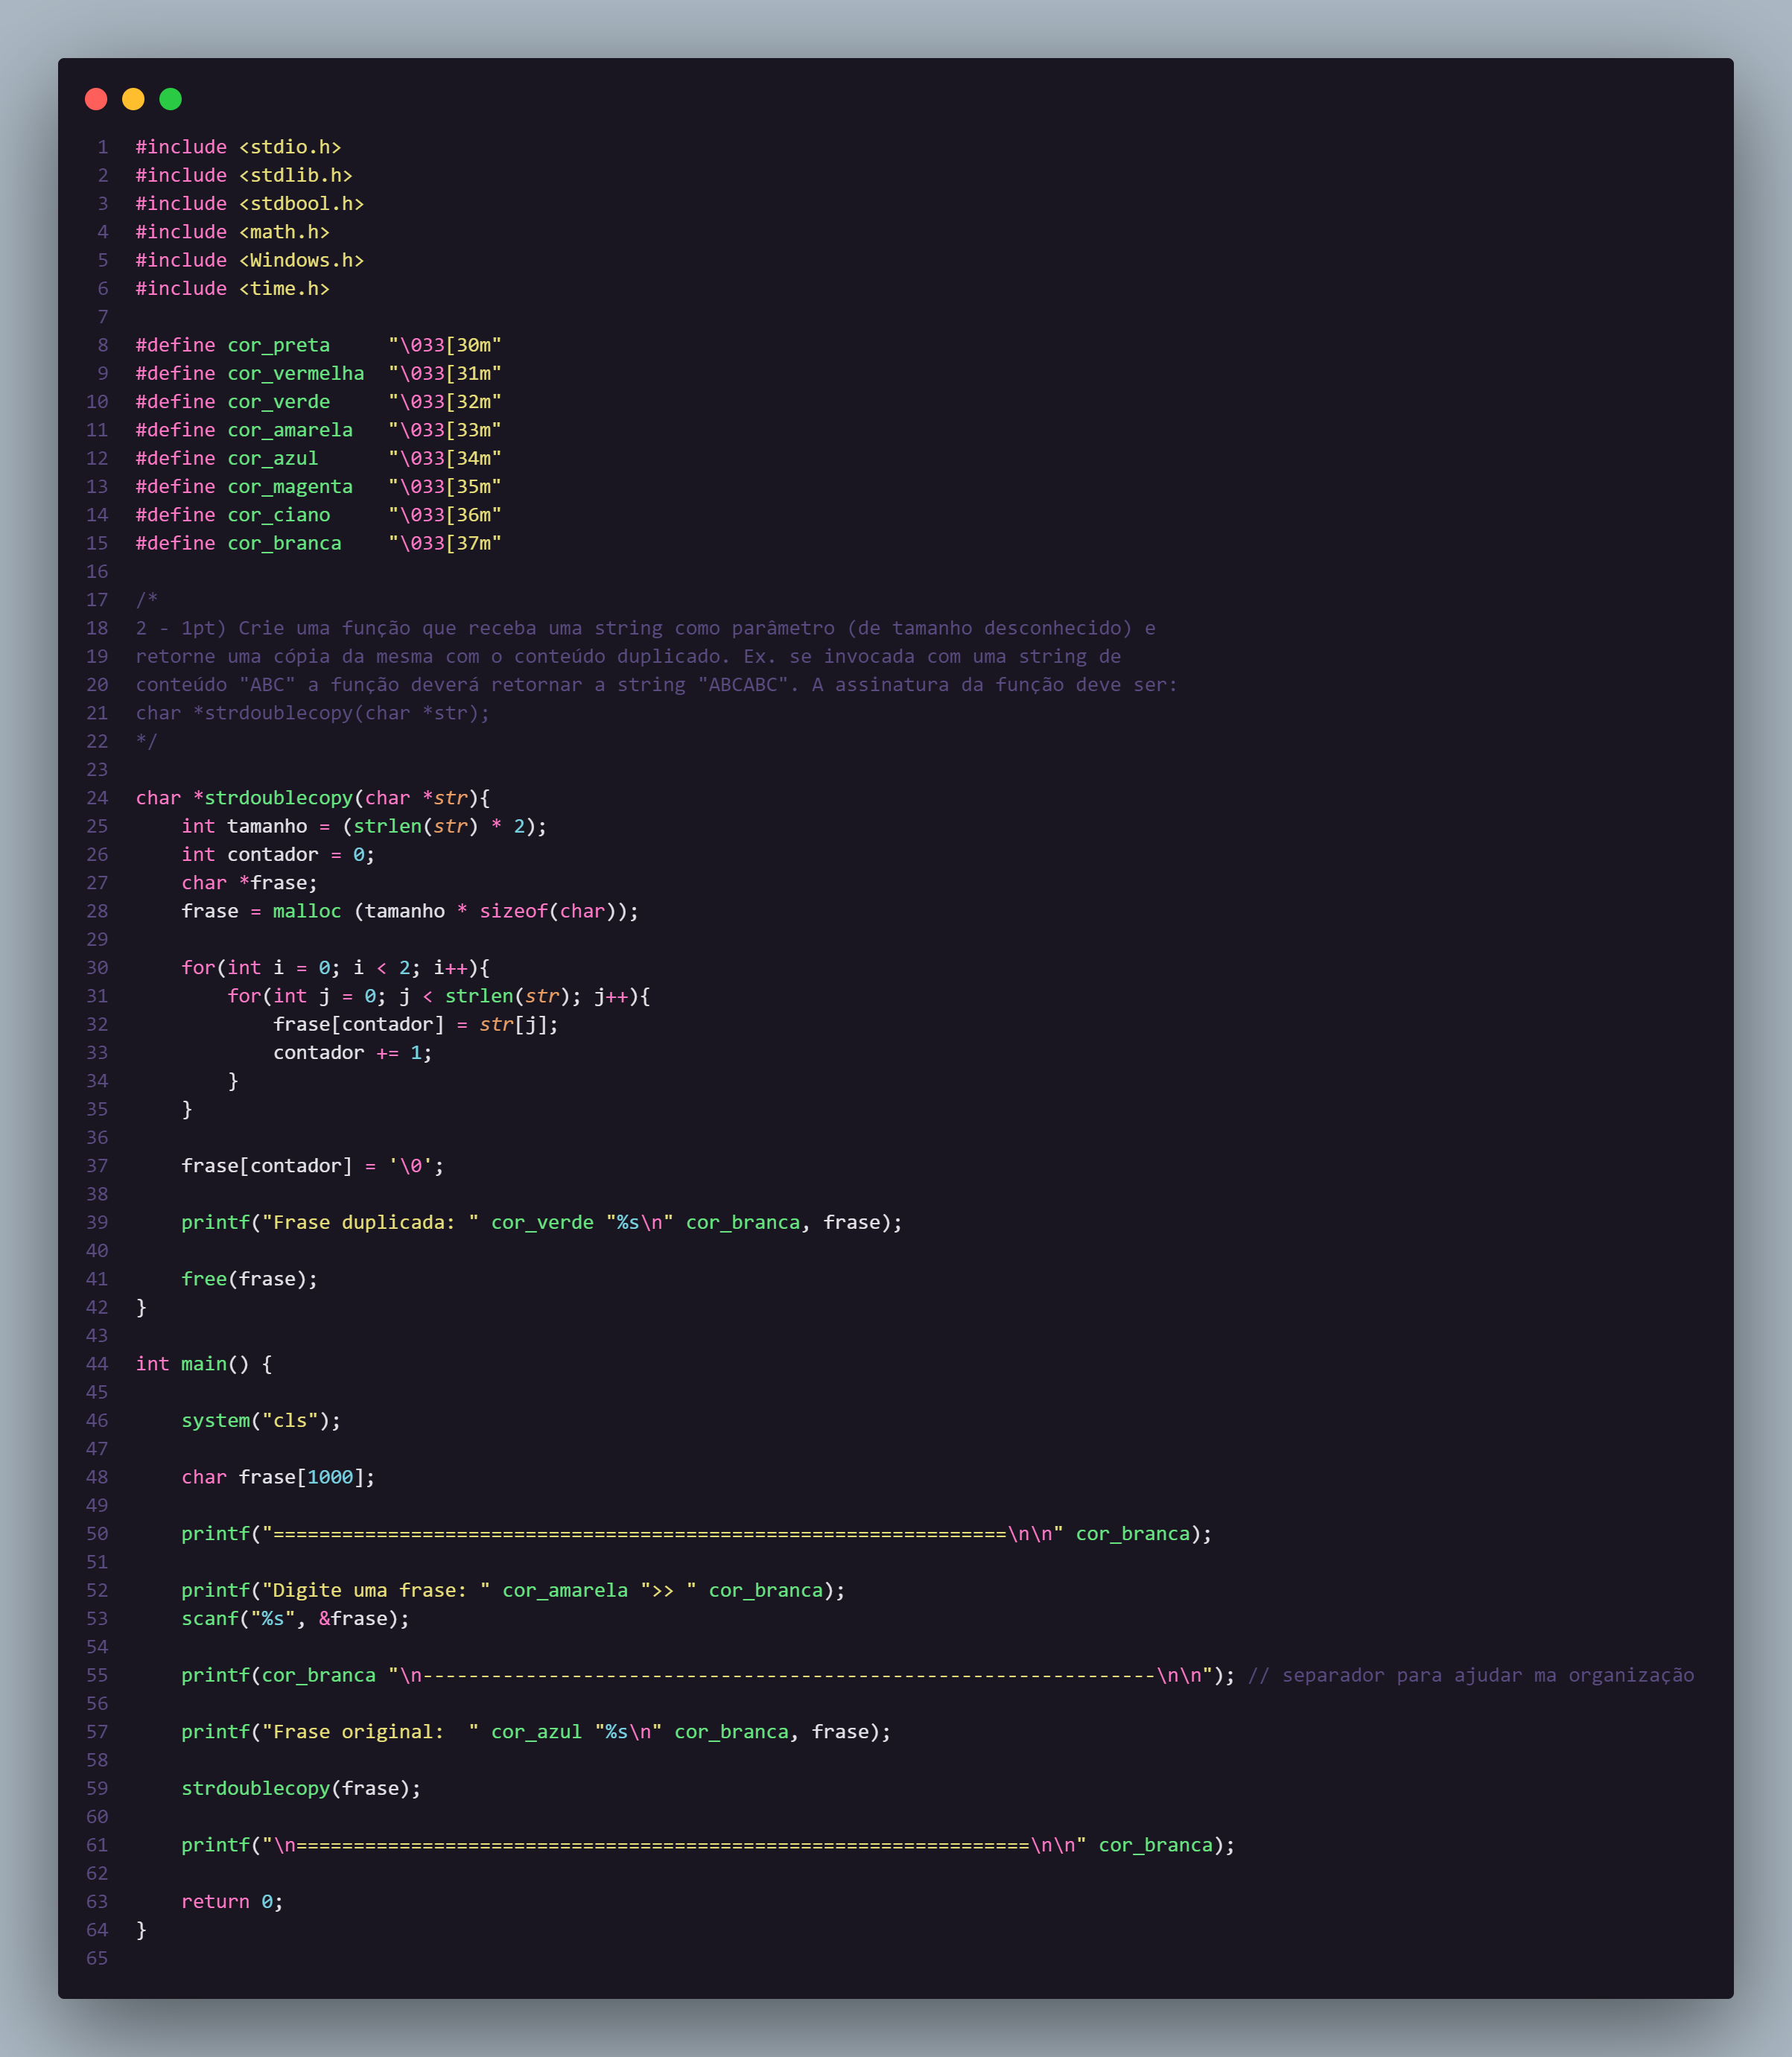 1 #include <stdio.h>
2 #include <stdlib.h>
3 #include <stdbool.h>
4 #include <math.h>
5 #include <Windows.h>
6 #include <time.h>
7
8 #define cor_preta     "\033[30m"
9 #define cor_vermelha  "\033[31m"
10 #define cor_verde     "\033[32m"
11 #define cor_amarela   "\033[33m"
12 #define cor_azul      "\033[34m"
13 #define cor_magenta   "\033[35m"
14 #define cor_ciano     "\033[36m"
15 #define cor_branca    "\033[37m"
16
17 /*
18 2 - 1pt) Crie uma função que receba uma string como parâmetro (de tamanho desconhecido) e
19 retorne uma cópia da mesma com o conteúdo duplicado. Ex. se invocada com uma string de
20 conteúdo "ABC" a função deverá retornar a string "ABCABC". A assinatura da função deve ser:
21 char *strdoublecopy(char *str);
22 */
23
24 char *strdoublecopy(char *str){
25     int tamanho = (strlen(str) * 2);
26     int contador = 0;
27     char *frase;
28     frase = malloc (tamanho * sizeof(char));
29
30     for(int i = 0; i < 2; i++){
31         for(int j = 0; j < strlen(str); j++){
32             frase[contador] = str[j];
33             contador += 1;
34         }
35     }
36
37     frase[contador] = '\0';
38
39     printf("Frase duplicada: " cor_verde "%s\n" cor_branca, frase);
40
41     free(frase);
42 }
43
44 int main() {
45
46     system("cls");
47
48     char frase[1000];
49
50     printf("================================================================\n\n" cor_branca);
51
52     printf("Digite uma frase: " cor_amarela ">> " cor_branca);
53     scanf("%s", &frase);
54
55     printf(cor_branca "\n----------------------------------------------------------------\n\n"); // separador para ajudar ma organização
56
57     printf("Frase original:  " cor_azul "%s\n" cor_branca, frase);
58
59     strdoublecopy(frase);
60
61     printf("\n================================================================\n\n" cor_branca);
62
63     return 0;
64 }
65